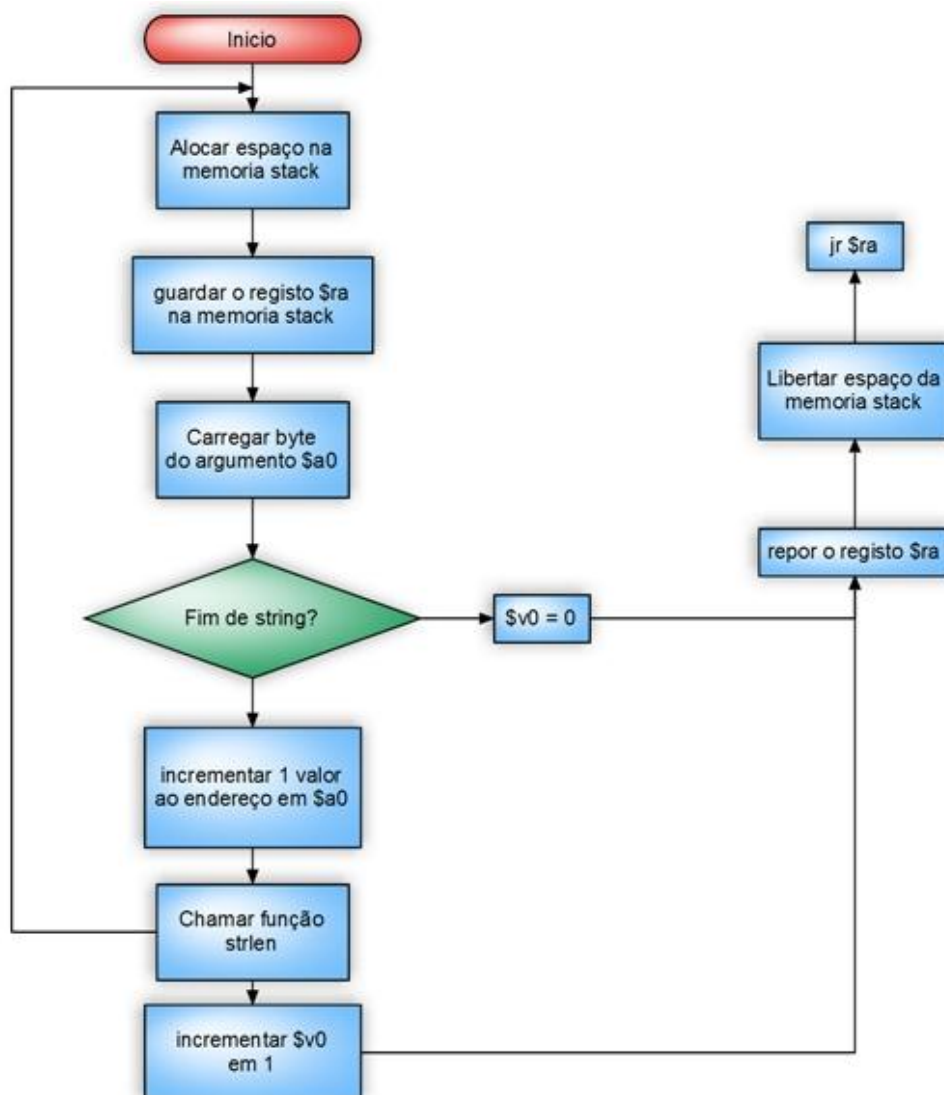 Inicio
Alocar espaço na
memoria stack
guardar o registo $ra
na memoria stack
Carregar byte
do argumento $a0
Fim de string?
$v0 = 0
incrementar 1 valor
ao endereço em $a0
Chamar função
strlen
incrementar $v0
em 1
repor o registo $ra
Libertar espaço da
memoria stack
jr $ra